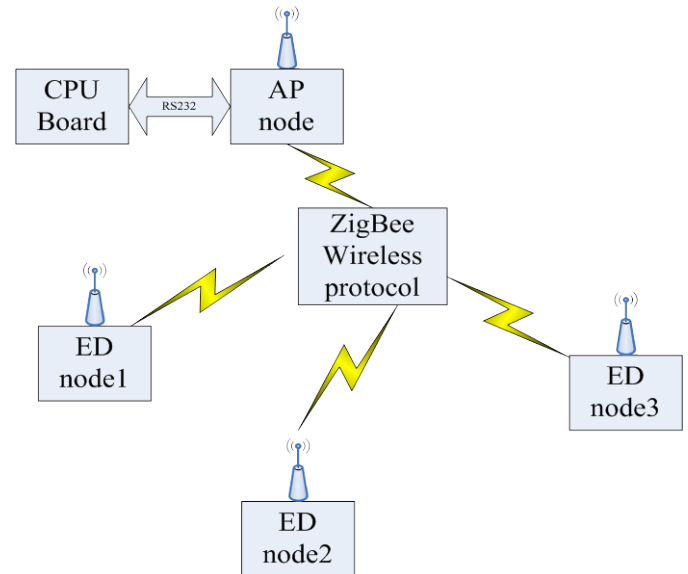 CPU
Board
RS232
AP
node
ZigBee
Wireless
protocol
ED
node1
ED
node3
ED
node2